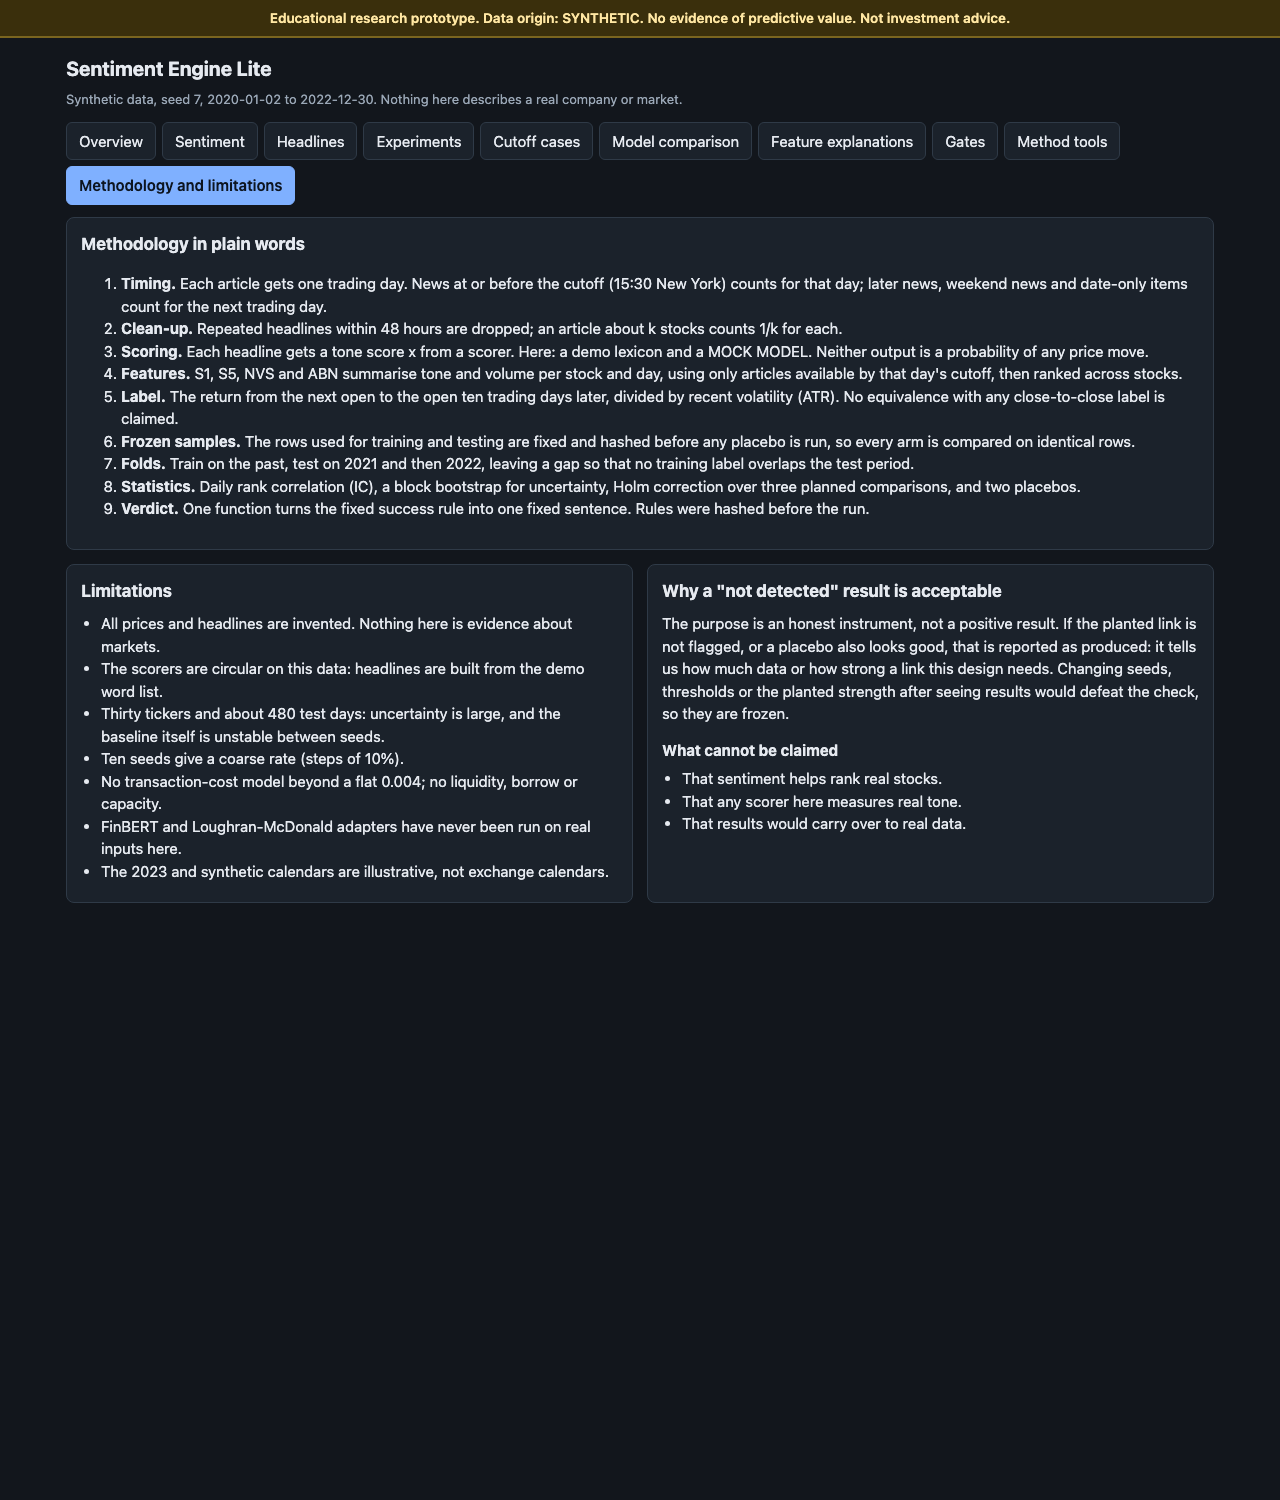 Educational research prototype. Data origin: SYNTHETIC. No evidence of predictive value. Not investment advice.
Sentiment Engine Lite
Synthetic data, seed 7, 2020-01-02 to 2022-12-30. Nothing here describes a real company or market.
Overview
Sentiment
Headlines
Experiments
Cutoff cases
Model comparison
Feature explanations
Gates
Method tools
Methodology and limitations
Methodology in plain words
1. Timing. Each article gets one trading day. News at or before the cutoff (15:30 New York) counts for that day; later news, weekend news and date-only items
count for the next trading day.
2. Clean-up. Repeated headlines within 48 hours are dropped; an article about k stocks counts 1/k for each.
3. Scoring. Each headline gets a tone score x from a scorer. Here: a demo lexicon and a MOCK MODEL. Neither output is a probability of any price move.
4. Features. S1, S5, NVS and ABN summarise tone and volume per stock and day, using only articles available by that day's cutoff, then ranked across stocks.
5. Label. The return from the next open to the open ten trading days later, divided by recent volatility (ATR). No equivalence with any close-to-close label is
claimed.
6. Frozen samples. The rows used for training and testing are fixed and hashed before any placebo is run, so every arm is compared on identical rows.
7. Folds. Train on the past, test on 2021 and then 2022, leaving a gap so that no training label overlaps the test period.
8. Statistics. Daily rank correlation (IC), a block bootstrap for uncertainty, Holm correction over three planned comparisons, and two placebos.
9. Verdict. One function turns the fixed success rule into one fixed sentence. Rules were hashed before the run.
Limitations
• All prices and headlines are invented. Nothing here is evidence about
markets.
• The scorers are circular on this data: headlines are built from the demo
word list.
• Thirty tickers and about 480 test days: uncertainty is large, and the
baseline itself is unstable between seeds.
• Ten seeds give a coarse rate (steps of 10%).
• No transaction-cost model beyond a flat 0.004; no liquidity, borrow or
capacity.
• FinBERT and Loughran-McDonald adapters have never been run on real
inputs here.
• The 2023 and synthetic calendars are illustrative, not exchange calendars.
Why a "not detected" result is acceptable
The purpose is an honest instrument, not a positive result. If the planted link is
not flagged, or a placebo also looks good, that is reported as produced: it tells
us how much data or how strong a link this design needs. Changing seeds,
thresholds or the planted strength after seeing results would defeat the check,
so they are frozen.
What cannot be claimed
• That sentiment helps rank real stocks.
• That any scorer here measures real tone.
• That results would carry over to real data.